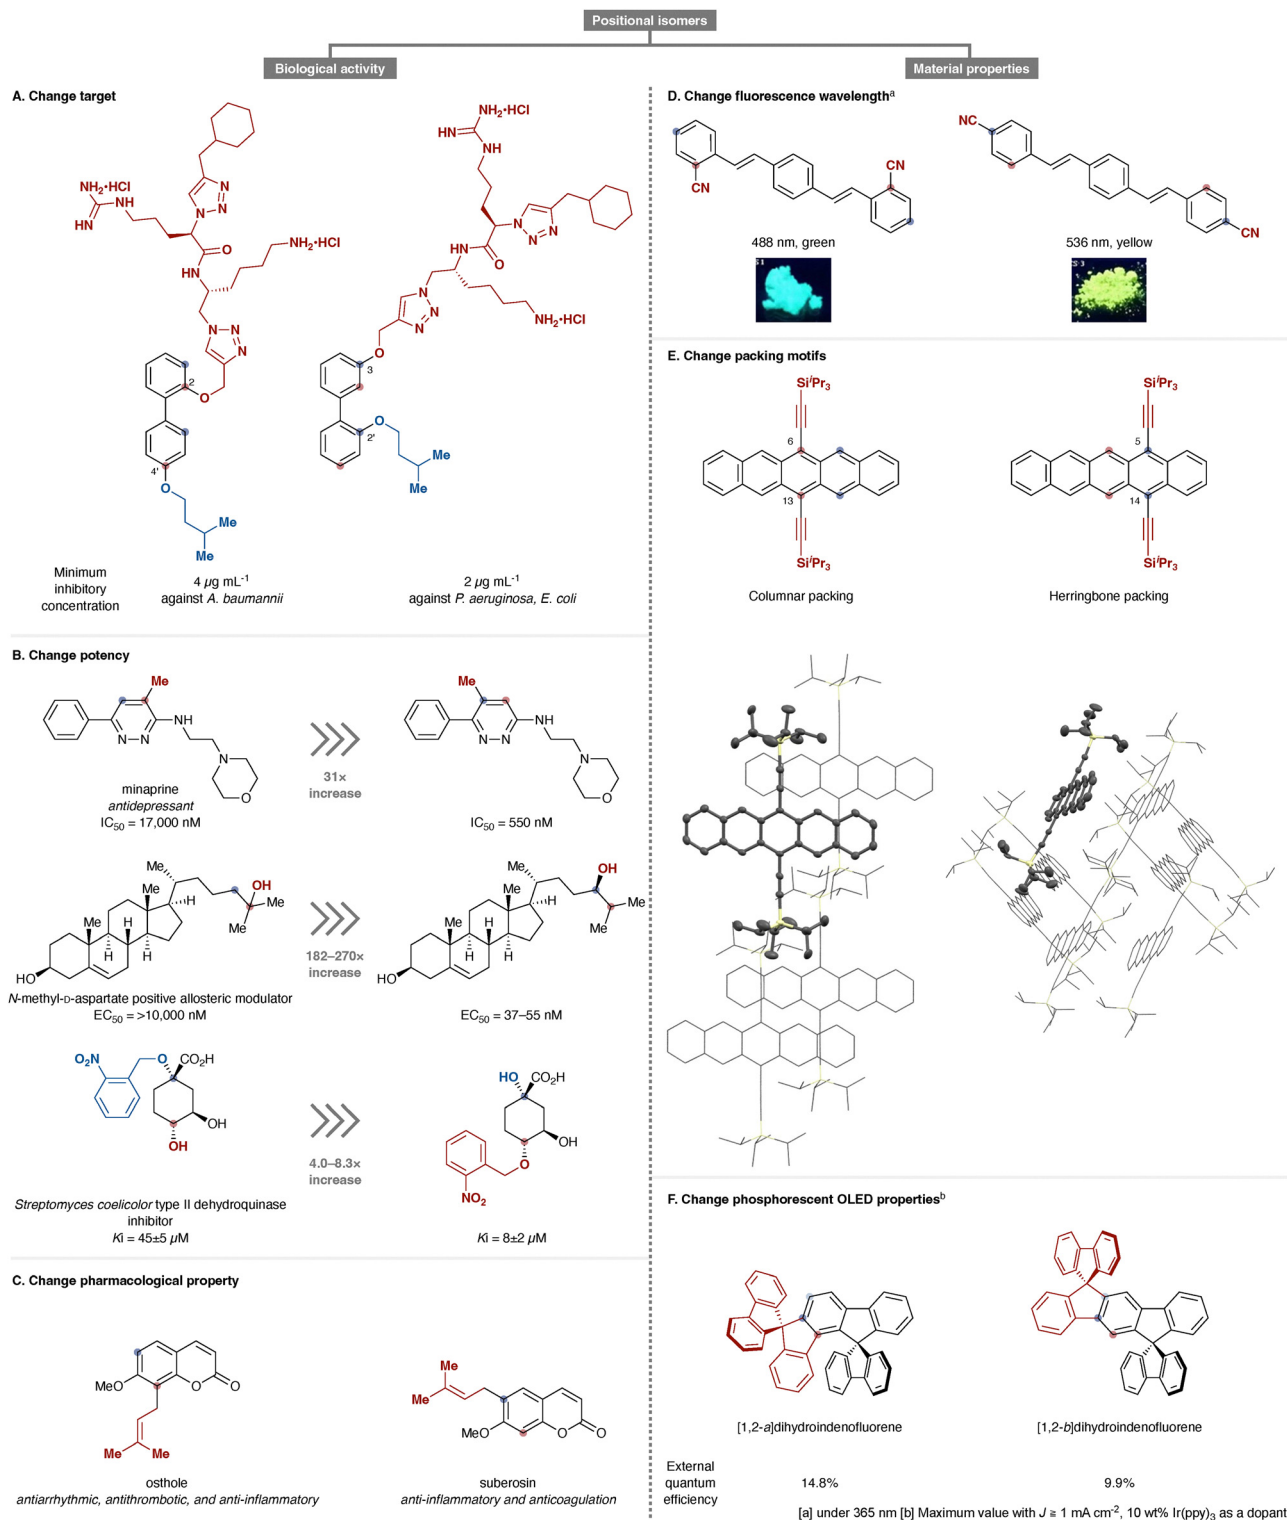 Positional isomers
Biological activity
Material properties
A. Change target
NH₂•HCl
HN
NH
NH₂•HCl
NH
N
N
N
O
HN
NH₂•HCl
N
N
N
2
O
4'
O
Me
Me
N
N
N
HN
O
N
N
N
NH₂•HCl
O
3
2'
O
Me
Me
Minimum
inhibitory
concentration
4 µg mL⁻¹
against A. baumannii
2 µg mL⁻¹
against P. aeruginosa, E. coli
B. Change potency
Me
NH
N
N
N
O
minaprine
antidepressant
IC₅₀ = 17,000 nM
31×
increase
Me
NH
N
N
N
O
IC₅₀ = 550 nM
Me
Me
OH
Me
Me
Me
H
H
H
H
HO
N-methyl-D-aspartate positive allosteric modulator
EC₅₀ = >10,000 nM
182–270×
increase
Me
OH
Me
Me
Me
Me
H
H
H
H
HO
EC₅₀ = 37–55 nM
O₂N
O
CO₂H
OH
OH
Streptomyces coelicolor type II dehydroquinase
inhibitor
Ki = 45±5 µM
4.0–8.3×
increase
HO
CO₂H
OH
O
NO₂
Ki = 8±2 µM
C. Change pharmacological property
MeO
O
O
Me
Me
osthole
antiarrhythmic, antithrombotic, and anti-inflammatory
Me
Me
MeO
O
O
suberosin
anti-inflammatory and anticoagulation
D. Change fluorescence wavelengthᵃ
CN
CN
488 nm, green
NC
CN
536 nm, yellow
E. Change packing motifs
SiⁱPr₃
6
13
SiⁱPr₃
Columnar packing
SiⁱPr₃
5
14
SiⁱPr₃
Herringbone packing
F. Change phosphorescent OLED propertiesᵇ
[1,2-a]dihydroindenofluorene
[1,2-b]dihydroindenofluorene
External
quantum
efficiency
14.8%
9.9%
[a] under 365 nm [b] Maximum value with J ≧ 1 mA cm⁻², 10 wt% Ir(ppy)₃ as a dopant